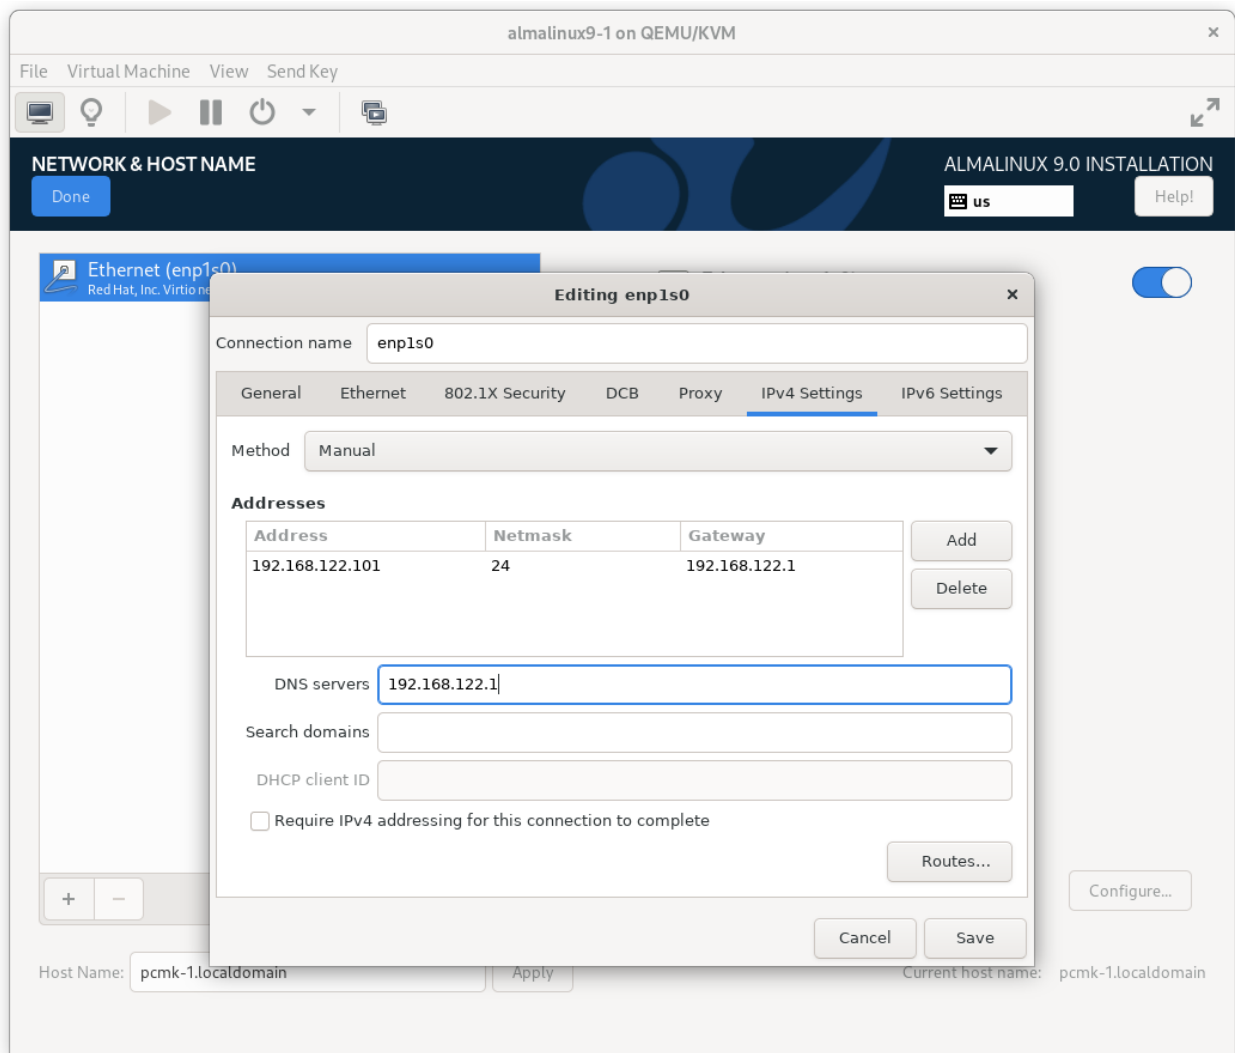 almalinux9-1 on QEMU/KVM
File Virtual Machine View Send Key
NETWORK & HOST NAME
ALMALINUX 9.0 INSTALLATION
Done
us
Help!
Ethernet (enp1s0)
Red Hat, Inc. Virtio ne
Editing enp1s0
Connection name enp1s0
General Ethernet 802.1X Security DCB Proxy IPv4 Settings IPv6 Settings
Method Manual
Addresses
Address Netmask Gateway
192.168.122.101 24 192.168.122.1
Add
Delete
DNS servers 192.168.122.1
Search domains
DHCP client ID
Require IPv4 addressing for this connection to complete
Routes...
Configure...
Cancel Save
Host Name: pcmk-1.localdomain Apply Current host name: pcmk-1.localdomain